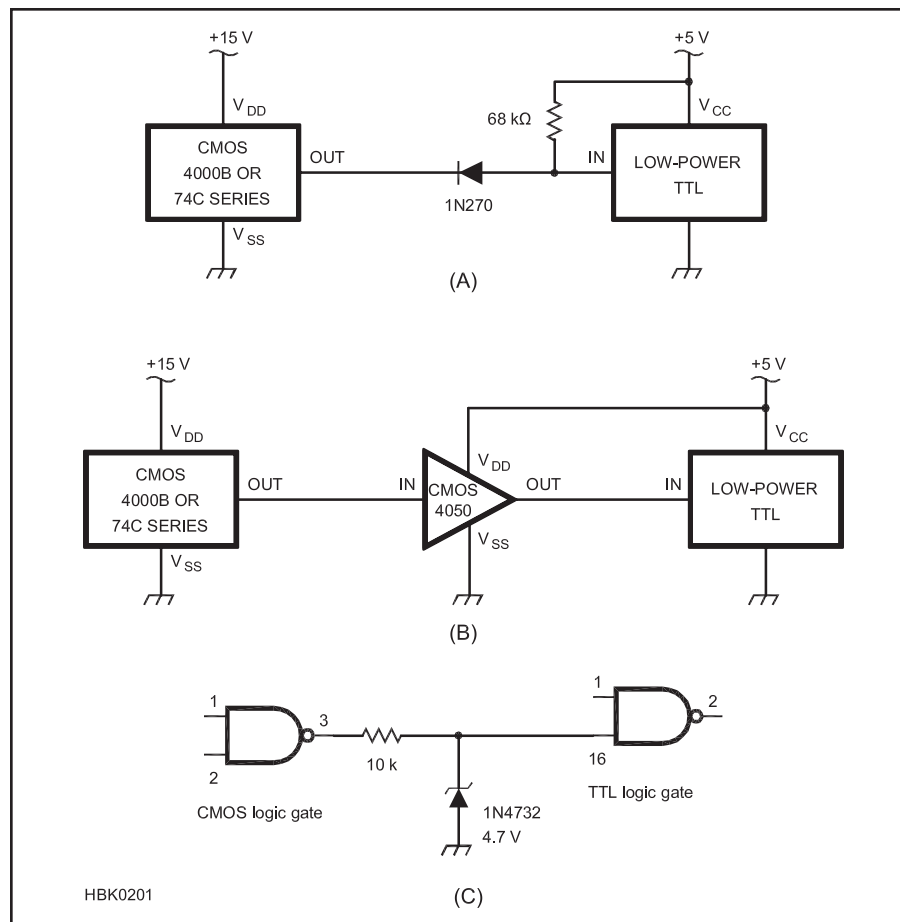 +15 V
+5 V
V DD
V CC
68 kΩ
CMOS
4000B OR
74C SERIES
OUT
IN
LOW-POWER
TTL
1N270
V SS
(A)
+15 V
+5 V
V DD
V CC
CMOS
4000B OR
74C SERIES
OUT
IN
V DD
CMOS
4050
OUT
IN
LOW-POWER
TTL
V SS
V SS
(B)
1
2
3
10 k
CMOS logic gate
1
16
2
TTL logic gate
1N4732
4.7 V
HBK0201
(C)